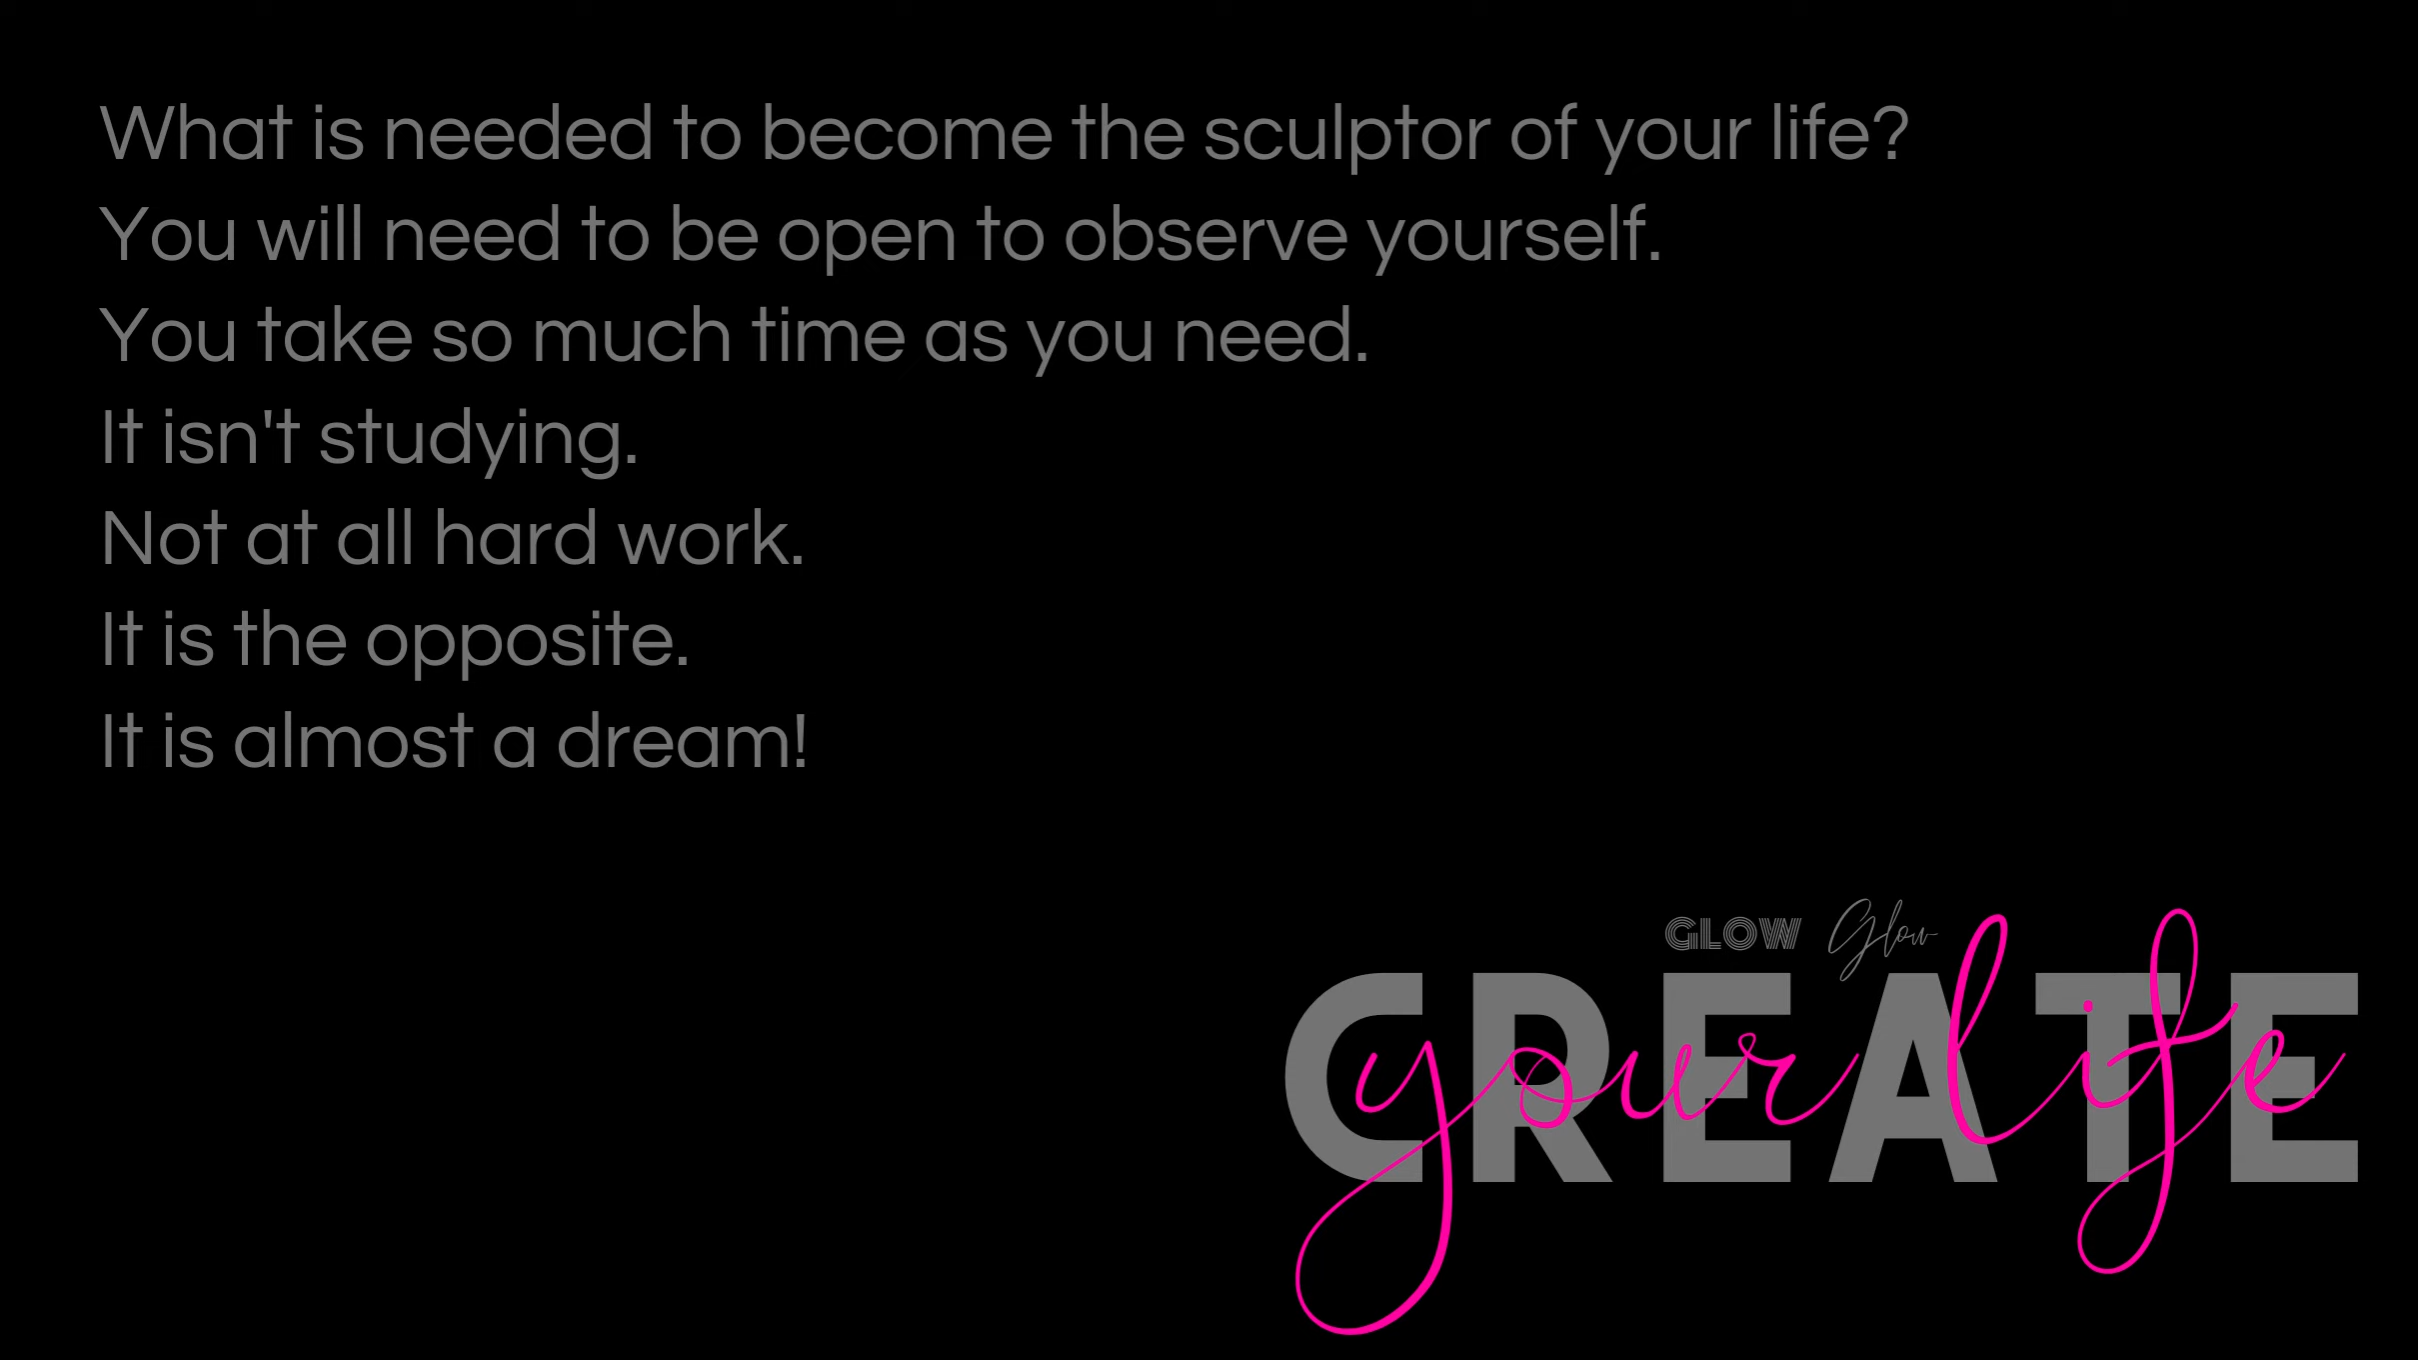 What is needed to become the sculptor of your life?
You will need to be open to observe yourself.
You take so much time as you need.
It isn't studying.
Not at all hard work.
It is the opposite.
It is almost a dream!
GLOW Glow
CREATE
your life